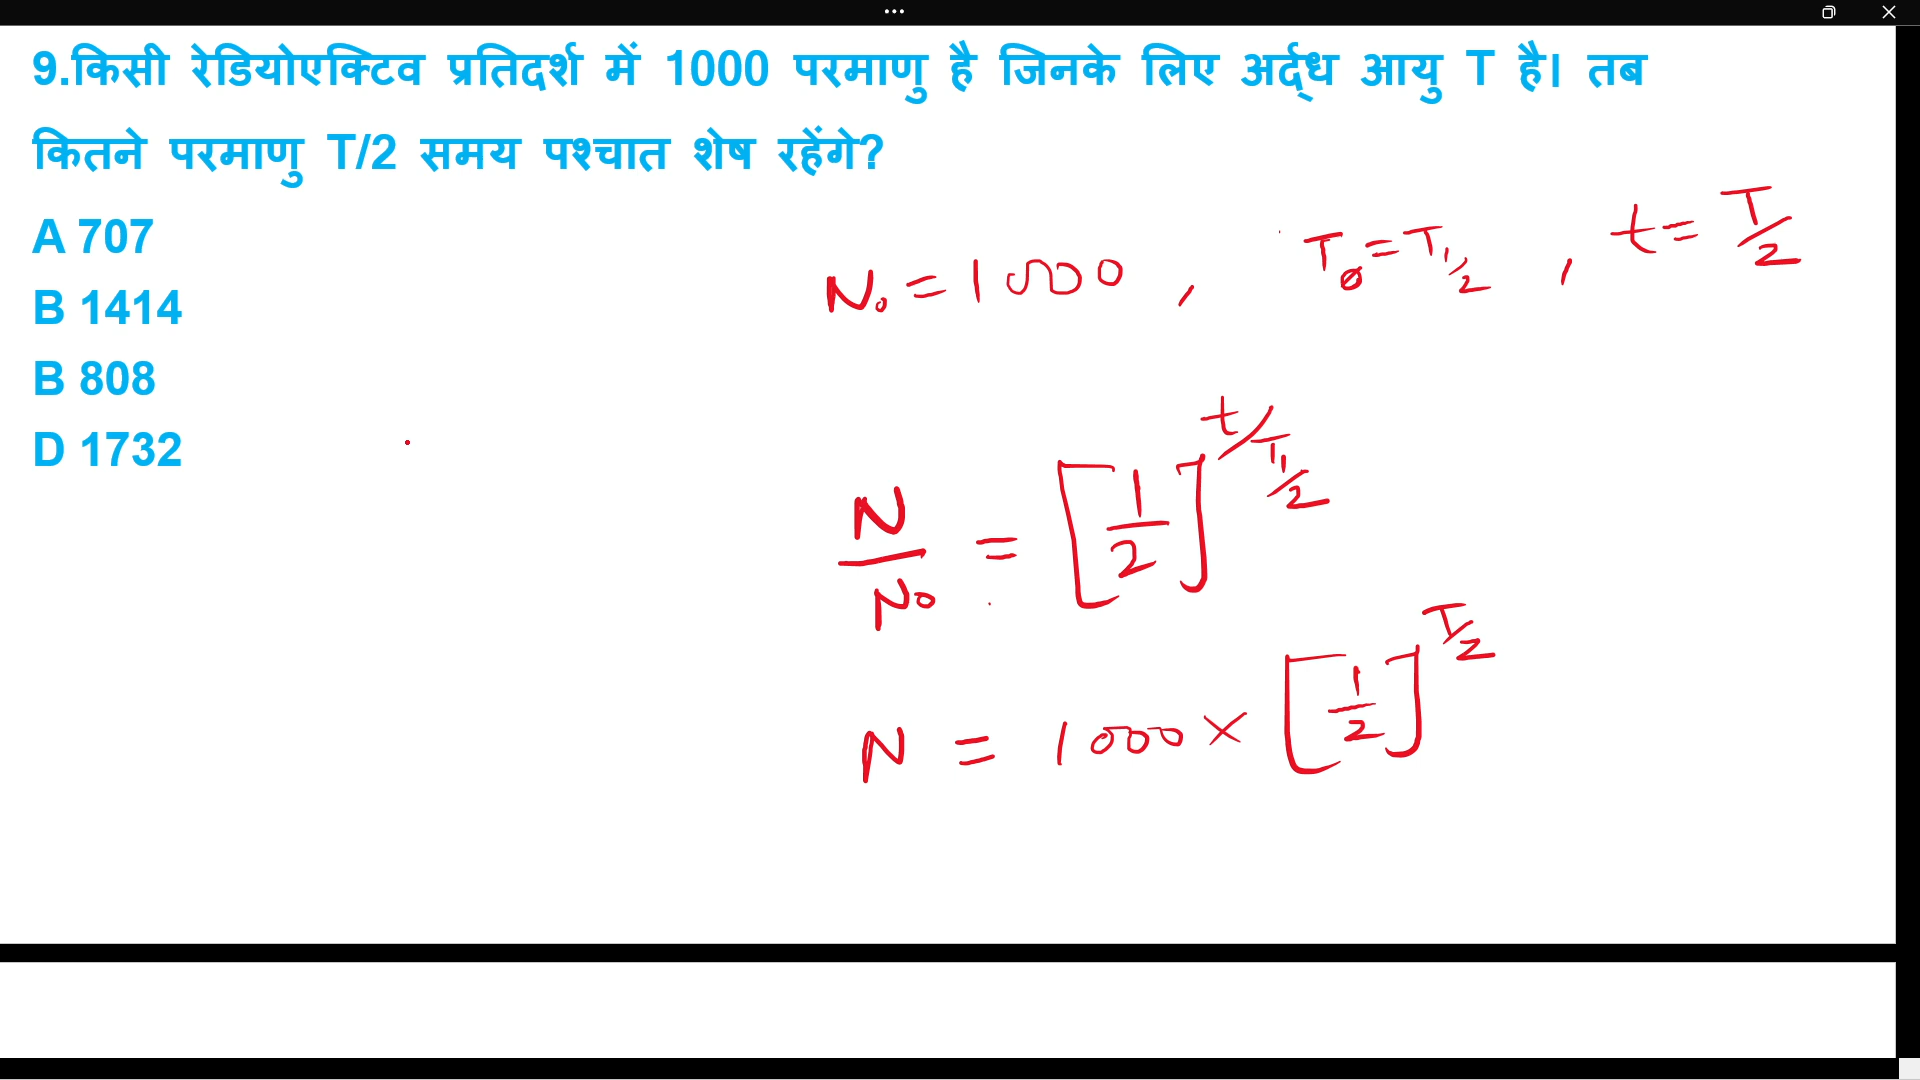 9.किसी रेडियोएक्टिव प्रतिदर्श में 1000 परमाणु है जिनके लिए अर्द्ध आयु T है। तब
कितने परमाणु T/2 समय पश्चात शेष रहेंगे?
A 707
B 1414
B 808
D 1732
N₀ = 1000 , T₀ = T1/2 , t = T/2
N/N₀ = [1/2]^t/T1/2
N = 1000 × [1/2]^T/2